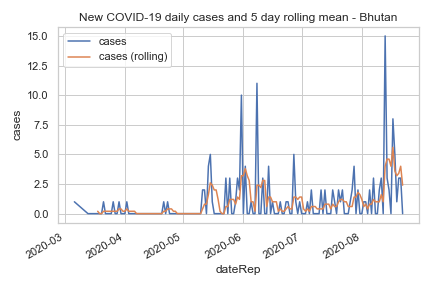 New COVID-19 daily cases and 5 day rolling mean - Bhutan
cases
cases (rolling)
15.0
12.5
10.0
7.5
5.0
2.5
0.0
cases
2020-03
2020-04
2020-05
2020-06
2020-07
2020-08
dateRep